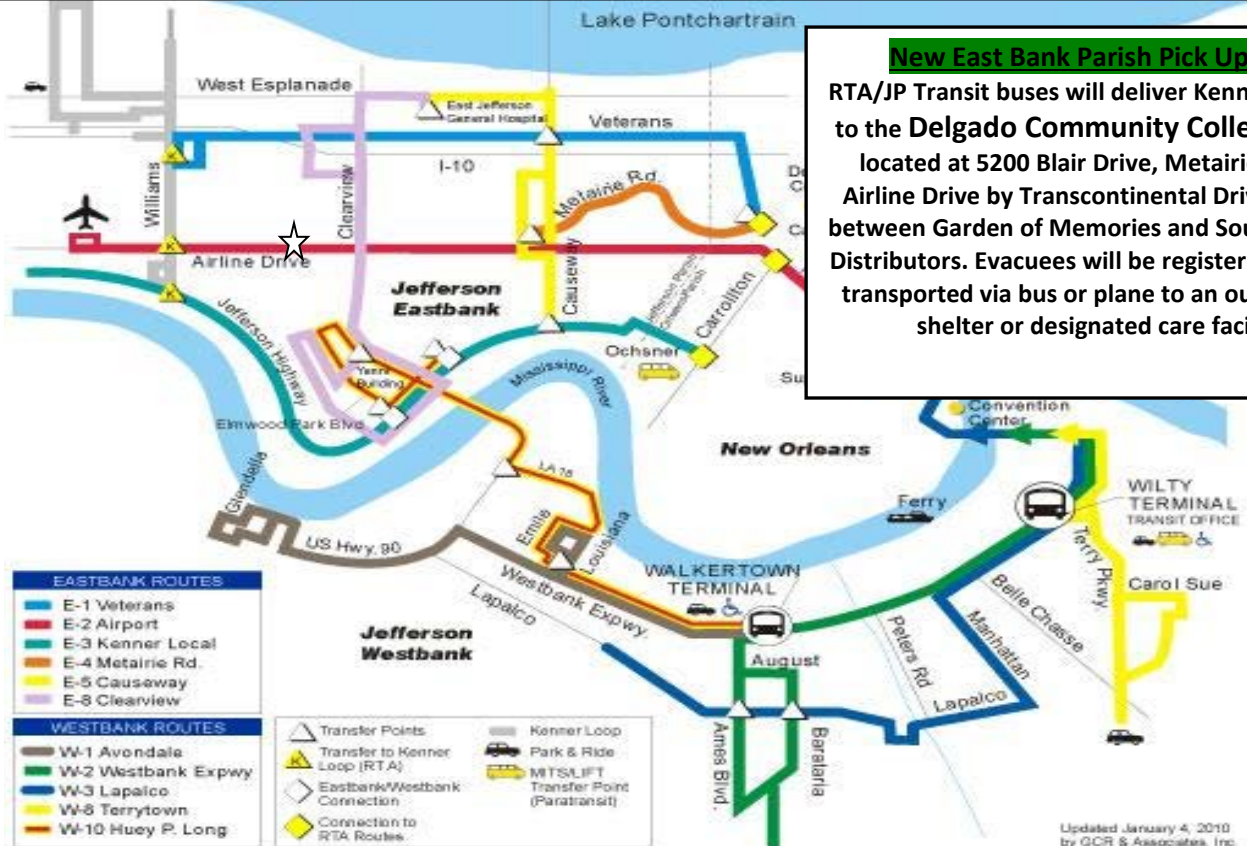 Lake Pontchartrain
New East Bank Parish Pick Up
RTA/JP Transit buses will deliver Kenn
to the Delgado Community Colle
located at 5200 Blair Drive, Metairi
Airline Drive by Transcontinental Driv
between Garden of Memories and Sou
Distributors. Evacuees will be register
transported via bus or plane to an ou
shelter or designated care faci
West Esplanade
East Jefferson
General Hospital
Veterans
I-10
Williams
Clearview
Metairie Rd.
K
K
Airline Drive
Causeway
K
Jefferson
Eastbank
Jefferson Parish
Orleans Parish
Carrollton
Jefferson Highway
Ochsner
Su
Yenni
Building
Mississippi River
Elmwood Park Blvd
Convention
Center
New Orleans
LA 18
Glendella
Ferry
WILTY
TERMINAL
TRANSIT OFFICE
US Hwy. 90
Emile
Louisiana
Terry Pkwy
WALKERTOWN
TERMINAL
Westbank Expwy.
Lapalco
Belle Chasse
Carol Sue
Jefferson
Westbank
Peters Rd
Manhattan
August
Lapalco
Ames Blvd.
Barataria
EASTBANK ROUTES
E-1 Veterans
E-2 Airport
E-3 Kenner Local
E-4 Metairie Rd.
E-5 Causeway
E-8 Clearview
WESTBANK ROUTES
W-1 Avondale
W-2 Westbank Expwy
W-3 Lapalco
W-8 Terrytown
W-10 Huey P. Long
Transfer Points
K
Transfer to Kenner
Loop (RTA)
Eastbank/Westbank
Connection
Connection to
RTA Routes
Kenner Loop
Park & Ride
MITS/LIFT
Transfer Point
(Paratransit)
Updated January 4, 2010
by GCR & Associates, Inc.